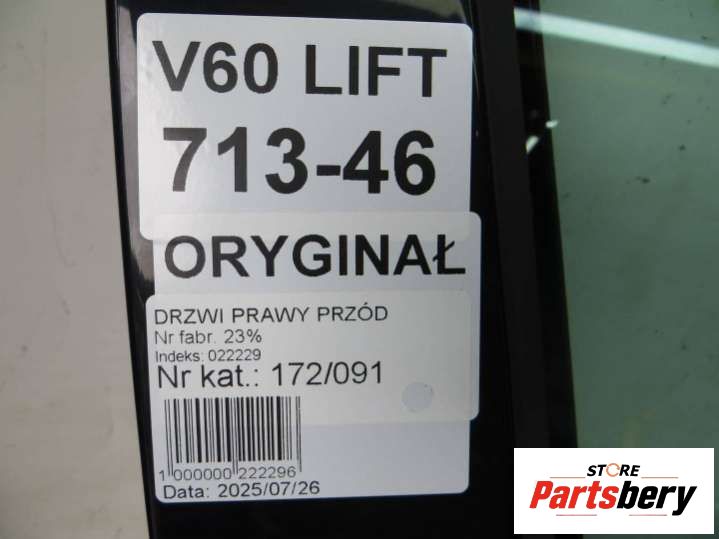 V60 LIFT
713-46
ORYGINAŁ
DRZWI PRAWY PRZÓD
Nr fabr. 23%
Indeks: 022229
Nr kat.: 172/091
1 000000 222296
Data: 2025/07/26
STORE
Partsbery